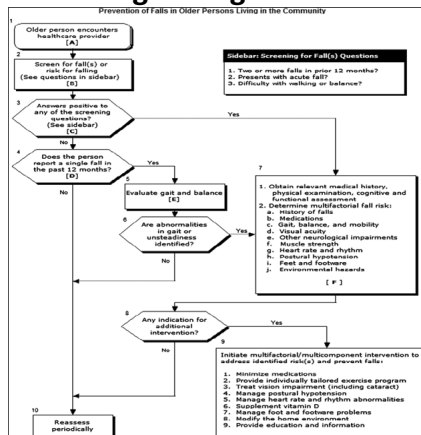 Prevention of Falls in Older Persons Living in the Community
1
Older person encounters
healthcare provider
[A]
2
Screen for fall(s) or
risk for falling
(See questions in sidebar)
[B]
Sidebar: Screening for Fall(s) Questions
1. Two or more falls in prior 12 months?
2. Presents with acute fall?
3. Difficulty with walking or balance?
3
Answers positive to
any of the screening
questions?
(See sidebar)
[C]
Yes
No
4
Does the person
report a single fall in
the past 12 months?
[D]
Yes
No
5
Evaluate gait and balance
[E]
6
Are abnormalities
in gait or
unsteadiness
identified?
Yes
No
7
1. Obtain relevant medical history,
physical examination, cognitive and
functional assessment
2. Determine multifactorial fall risk:
a. History of falls
b. Medications
c. Gait, balance, and mobility
d. Visual acuity
e. Other neurological impairments
f. Muscle strength
g. Heart rate and rhythm
h. Postural hypotension
i. Feet and footware
j. Environmental hazards
[ F ]
8
Any indication for
additional
intervention?
Yes
No
9
Initiate multifactorial/multicomponent intervention to
address identified risk(s) and prevent falls:
1. Minimize medications
2. Provide individually tailored exercise program
3. Treat vision impairment (including cataract)
4. Manage postural hypotension
5. Manage heart rate and rhythm abnormalities
6. Supplement vitamin D
7. Manage foot and footware problems
8. Modify the home environment
9. Provide education and information
10
Reassess
periodically